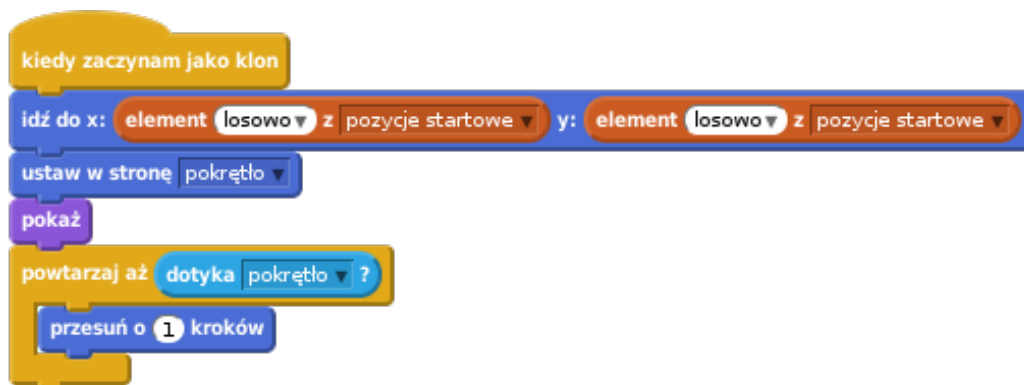 kiedy zaczynam jako klon
idź do x: element losowo z pozycje startowe y: element losowo z pozycje startowe
ustaw w stronę pokrętło
pokaż
powtarzaj aż dotyka pokrętło ?
przesuń o 1 kroków